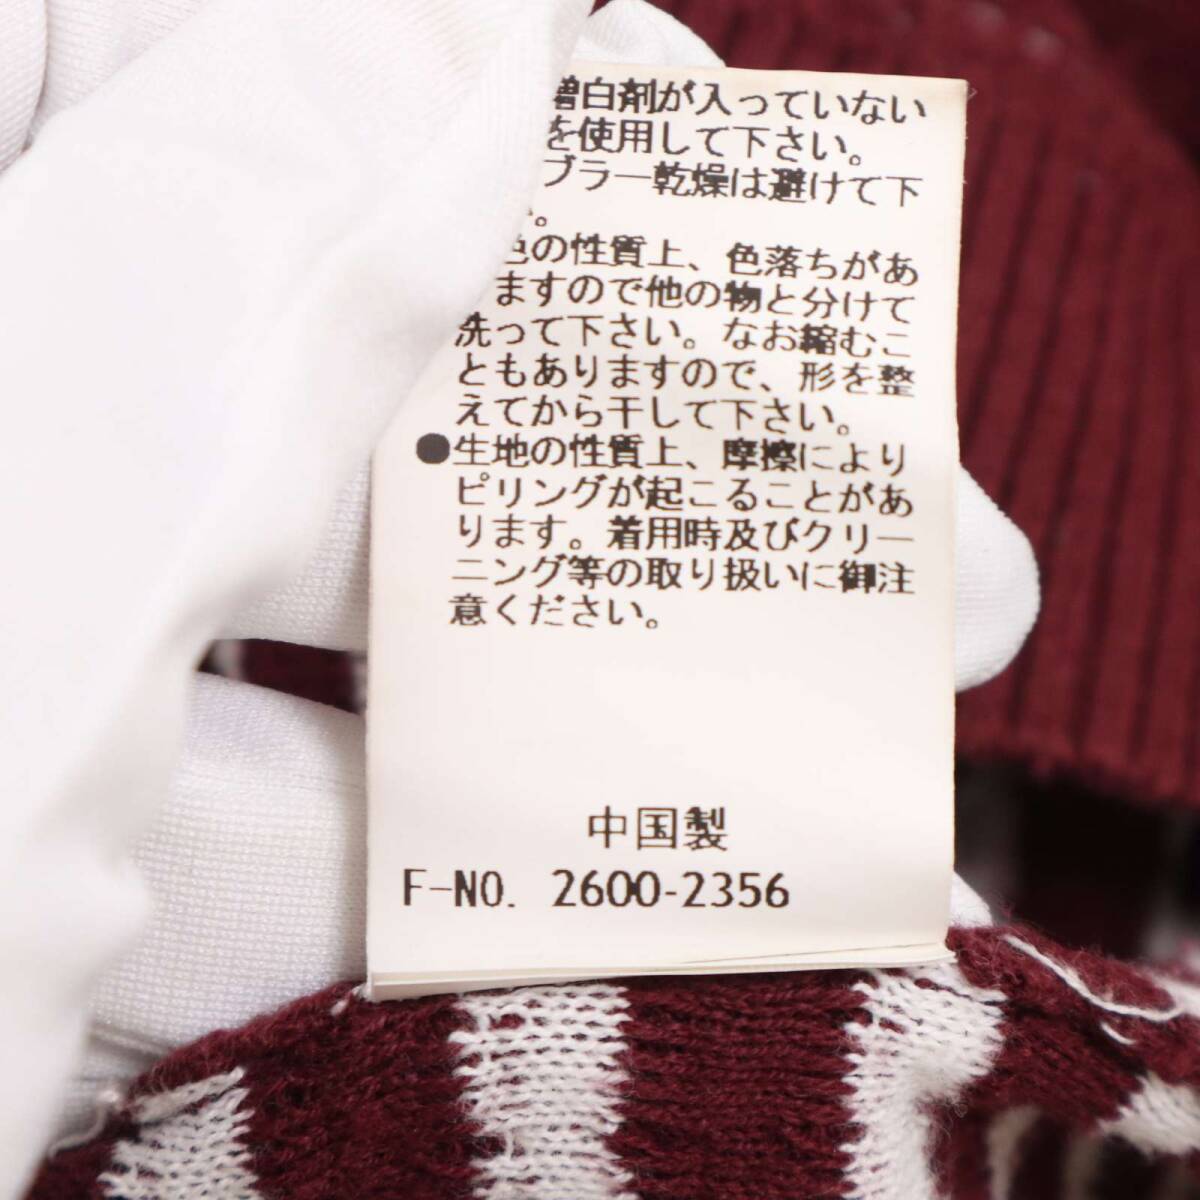 白剤が入っていない
を使用して下さい。
ブラー乾燥は避けて下
。
色の性質上、色落ちがあ
ますので他の物と分けて
洗って下さい。なお縮むこ
ともありますので、形を整
えてから干して下さい。
●生地の性質上、摩擦により
ピリングが起こることがあ
ります。着用時及びクリー
ニング等の取り扱いに御注
意ください。
中国製
F-NO. 2600-2356